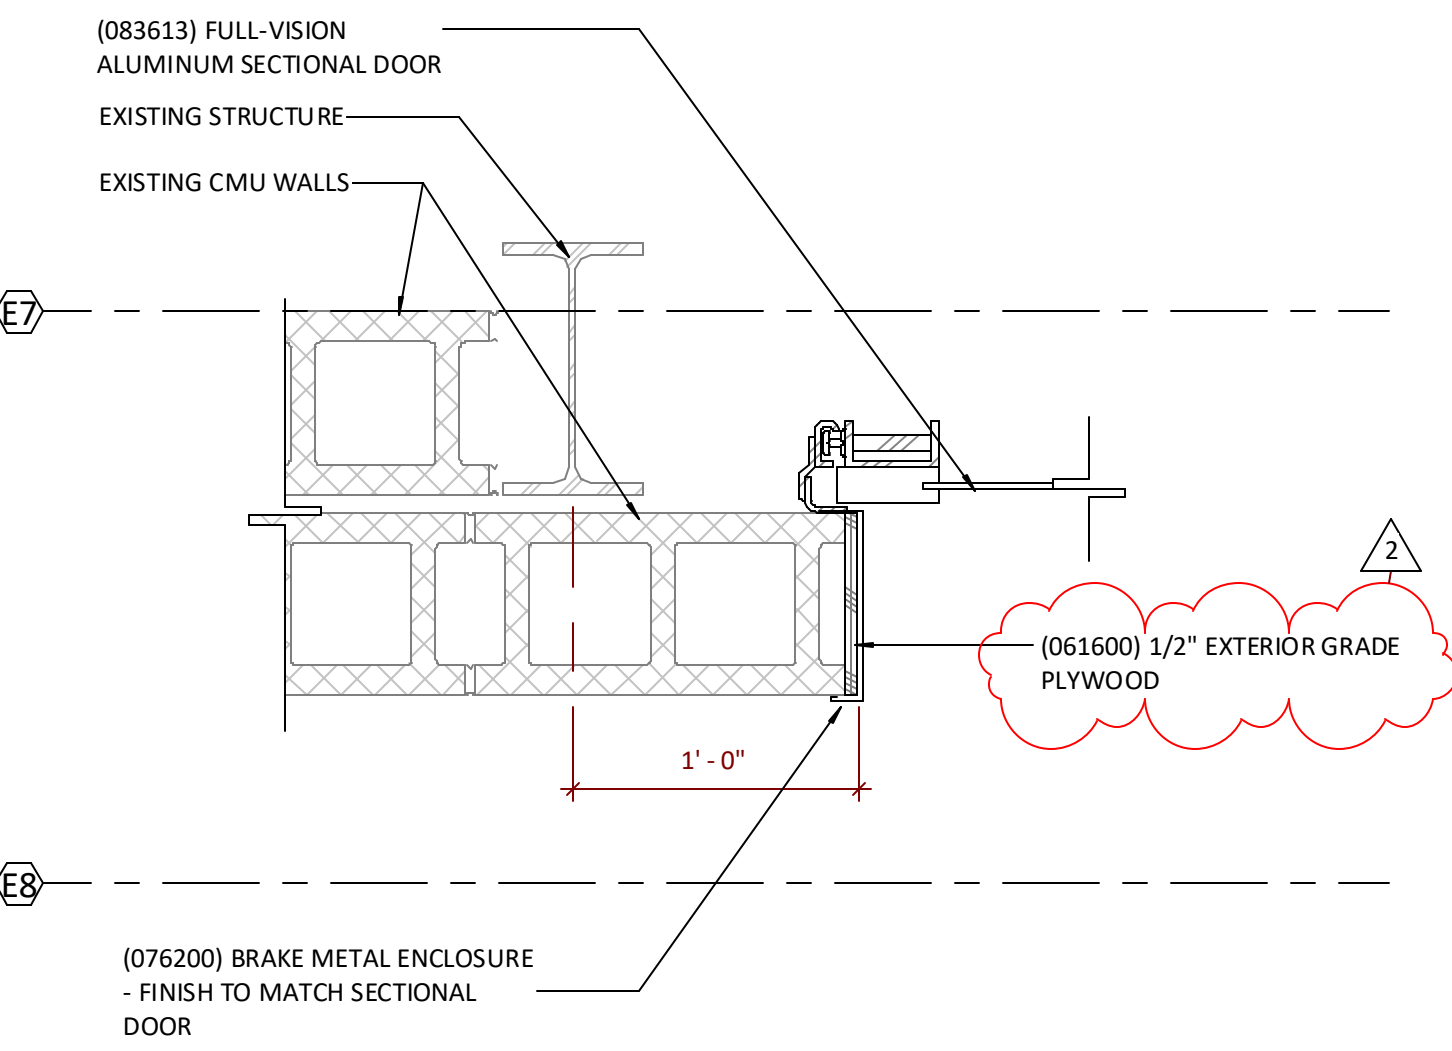 (083613) FULL-VISION
ALUMINUM SECTIONAL DOOR
EXISTING STRUCTURE
EXISTING CMU WALLS
E7
2
(061600) 1/2" EXTERIOR GRADE
PLYWOOD
1' - 0"
E8
(076200) BRAKE METAL ENCLOSURE
- FINISH TO MATCH SECTIONAL
DOOR